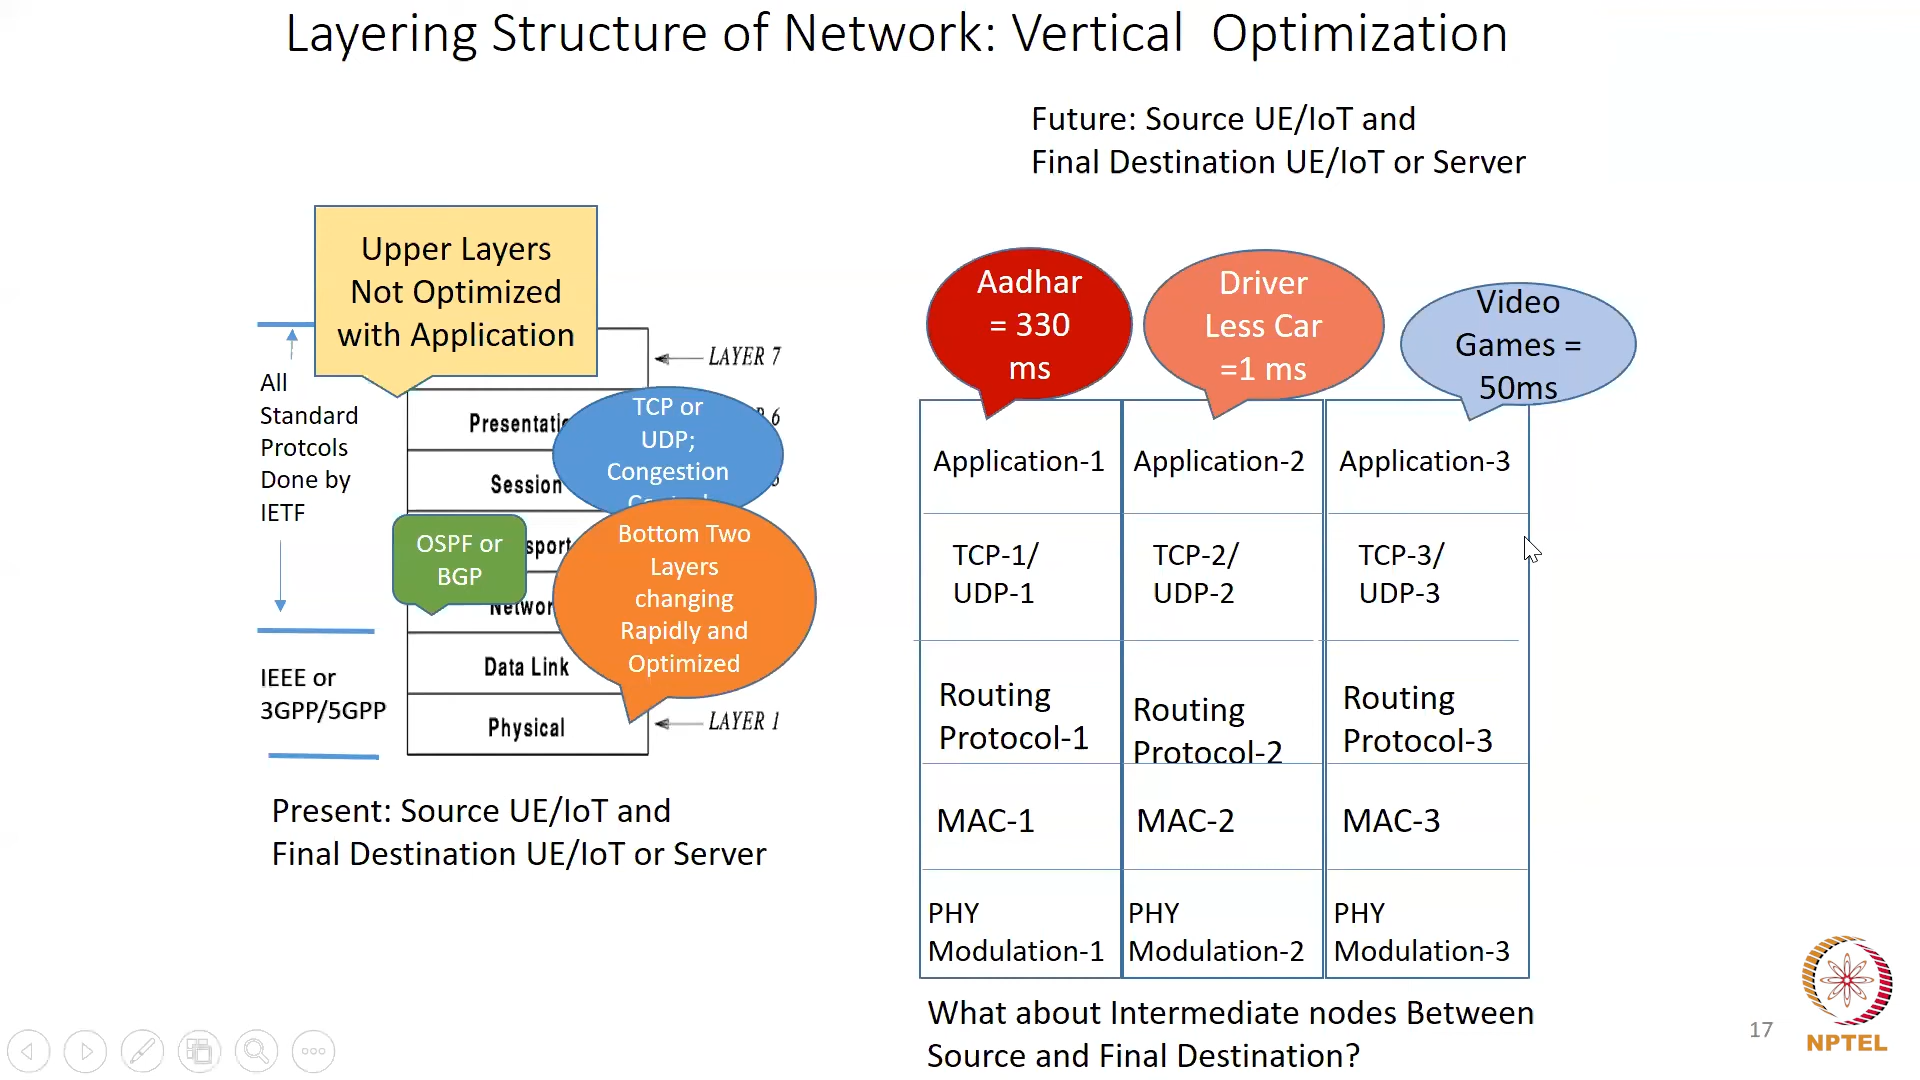 Layering Structure of Network: Vertical Optimization
Future: Source UE/IoT and
Final Destination UE/IoT or Server
Upper Layers
Not Optimized
with Application
All
Standard
Protcols
Done by
IETF
IEEE or
3GPP/5GPP
LAYER 7
6
TCP or
UDP;
Congestion
OSPF or
BGP
Session
Data Link
Physical
Bottom Two
Layers
changing
Rapidly and
Optimized
LAYER 1
Present: Source UE/IoT and
Final Destination UE/IoT or Server
Aadhar
= 330
ms
Driver
Less Car
=1 ms
Video
Games =
50ms
Application-1 Application-2 Application-3
TCP-1/
UDP-1
TCP-2/
UDP-2
TCP-3/
UDP-3
Routing
Protocol-1
Routing
Protocol-2
Routing
Protocol-3
MAC-1 MAC-2 MAC-3
PHY
Modulation-1
PHY
Modulation-2
PHY
Modulation-3
What about Intermediate nodes Between
Source and Final Destination?
17
NPTEL